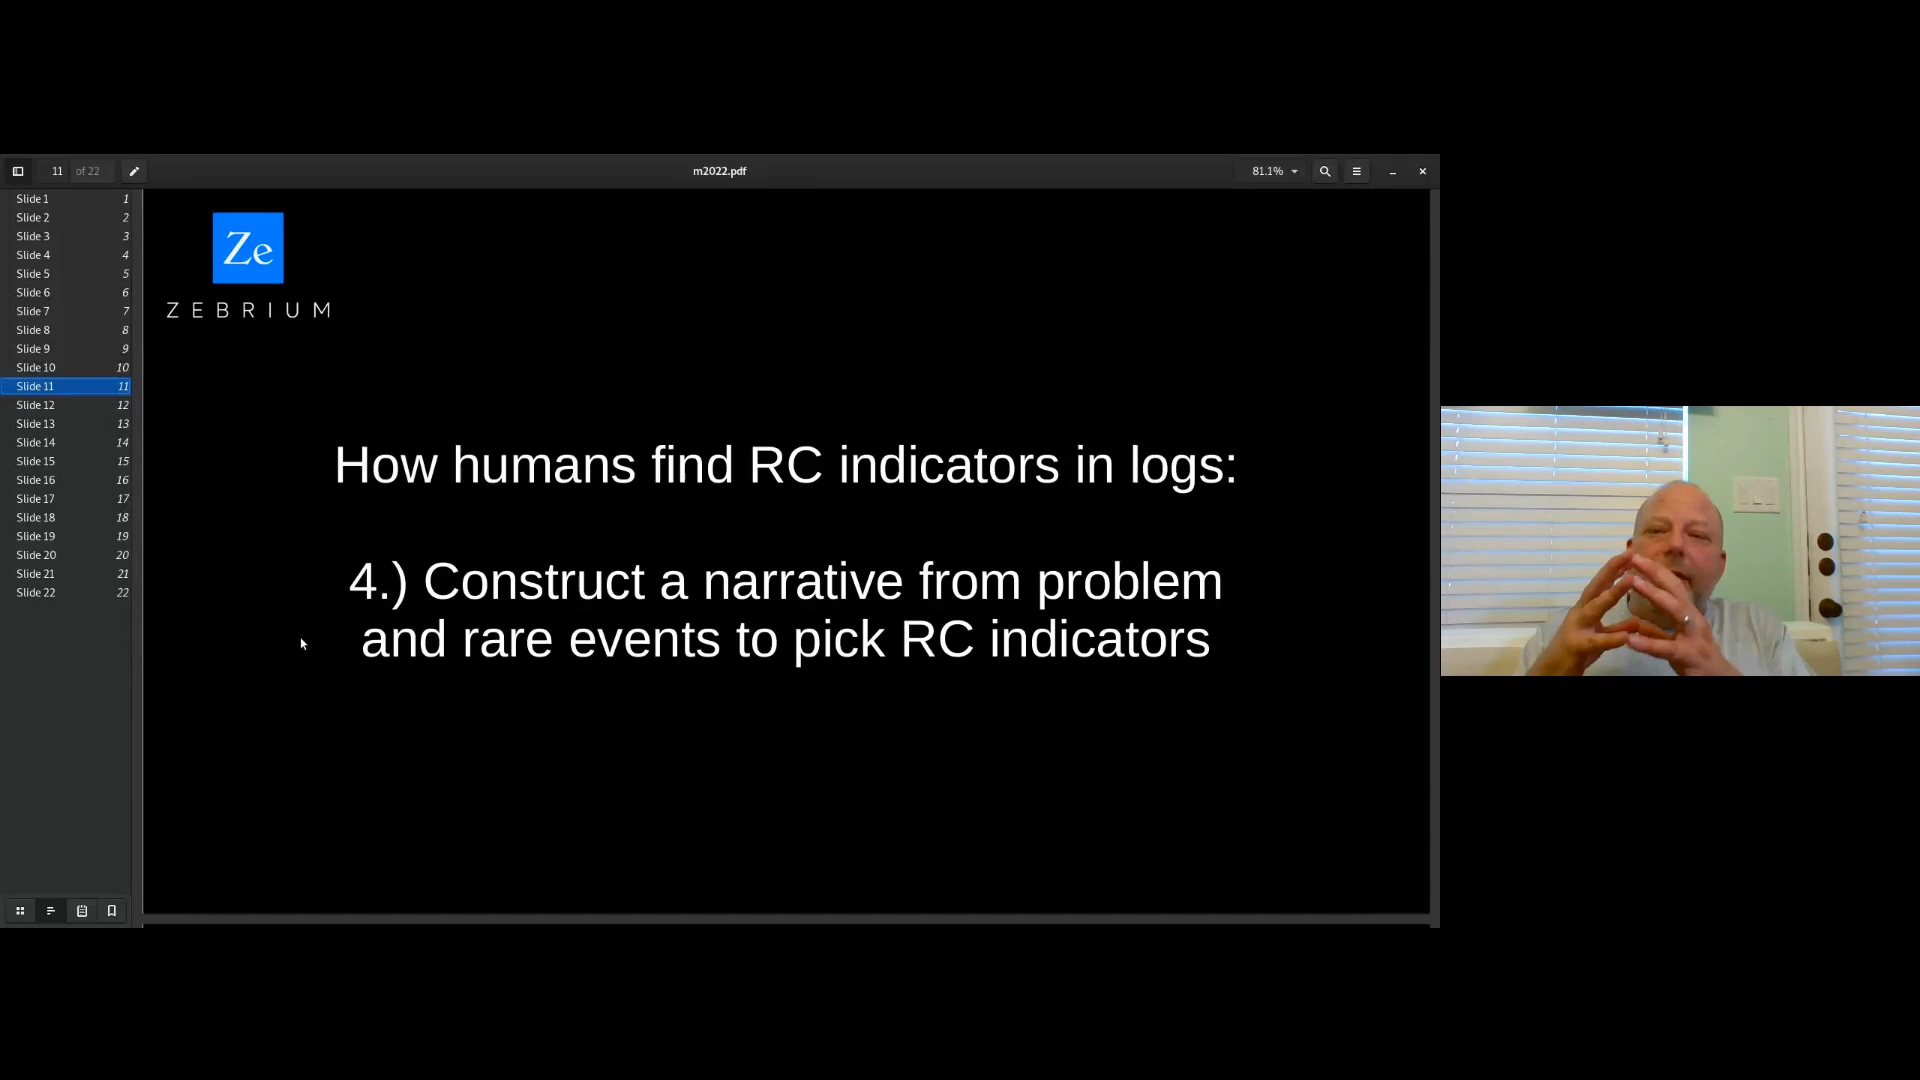 11 of 22
m2022.pdf
81.1%
Slide 1 1
Slide 2 2
Slide 3 3
Slide 4 4
Slide 5 5
Slide 6 6
Slide 7 7
Slide 8 8
Slide 9 9
Slide 10 10
Slide 11 11
Slide 12 12
Slide 13 13
Slide 14 14
Slide 15 15
Slide 16 16
Slide 17 17
Slide 18 18
Slide 19 19
Slide 20 20
Slide 21 21
Slide 22 22
Ze
ZEBRIUM
How humans find RC indicators in logs:
4.) Construct a narrative from problem
and rare events to pick RC indicators